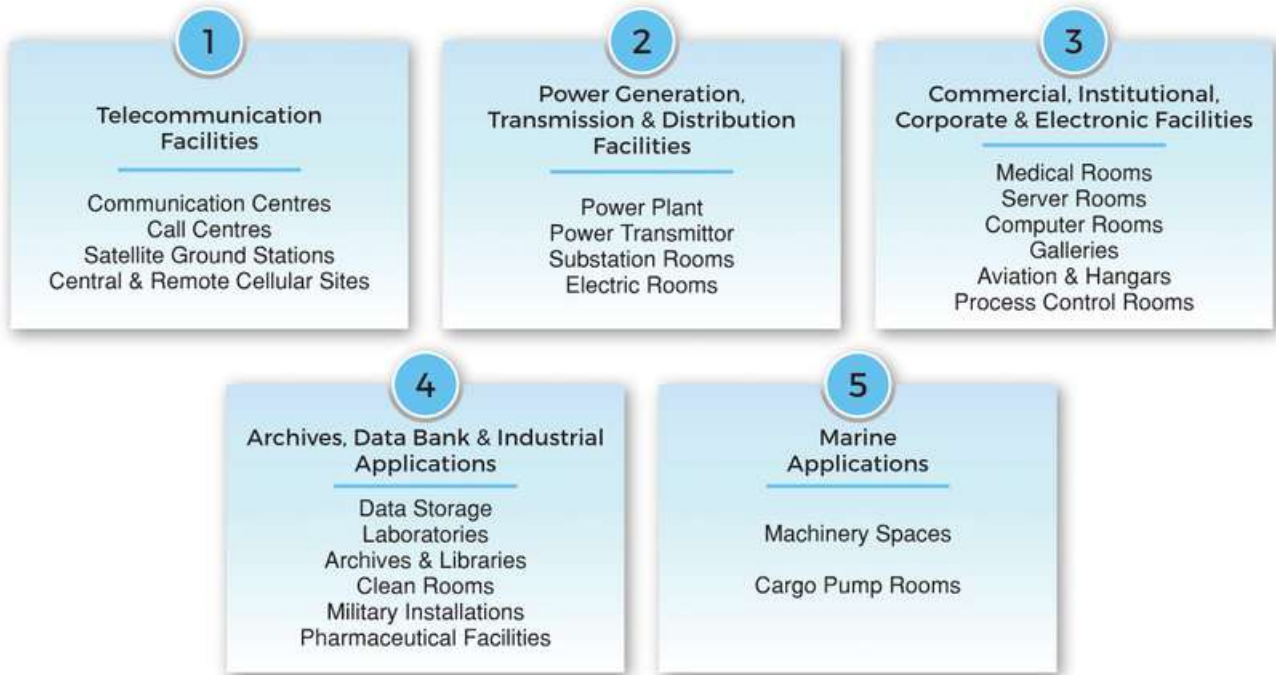 1
Telecommunication
Facilities
Communication Centres
Call Centres
Satellite Ground Stations
Central & Remote Cellular Sites
2
Power Generation,
Transmission & Distribution
Facilities
Power Plant
Power Transmittor
Substation Rooms
Electric Rooms
3
Commercial, Institutional,
Corporate & Electronic Facilities
Medical Rooms
Server Rooms
Computer Rooms
Galleries
Aviation & Hangars
Process Control Rooms
4
Archives, Data Bank & Industrial
Applications
Data Storage
Laboratories
Archives & Libraries
Clean Rooms
Military Installations
Pharmaceutical Facilities
5
Marine
Applications
Machinery Spaces
Cargo Pump Rooms